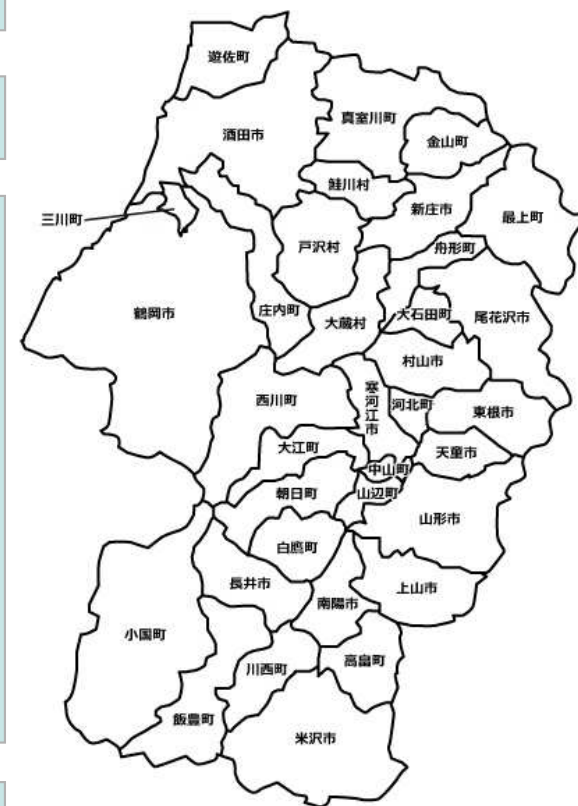 遊佐町
酒田市
真室川町
金山町
鮭川村
新庄市
最上町
三川町
戸沢村
舟形町
鶴岡市
庄内町
大蔵村
大石田町
尾花沢市
村山市
西川町
寒河江市
河北町
東根市
大江町
天童市
中山町
朝日町
山辺町
山形市
白鷹町
長井市
上山市
南陽市
小国町
高畠町
川西町
飯豊町
米沢市